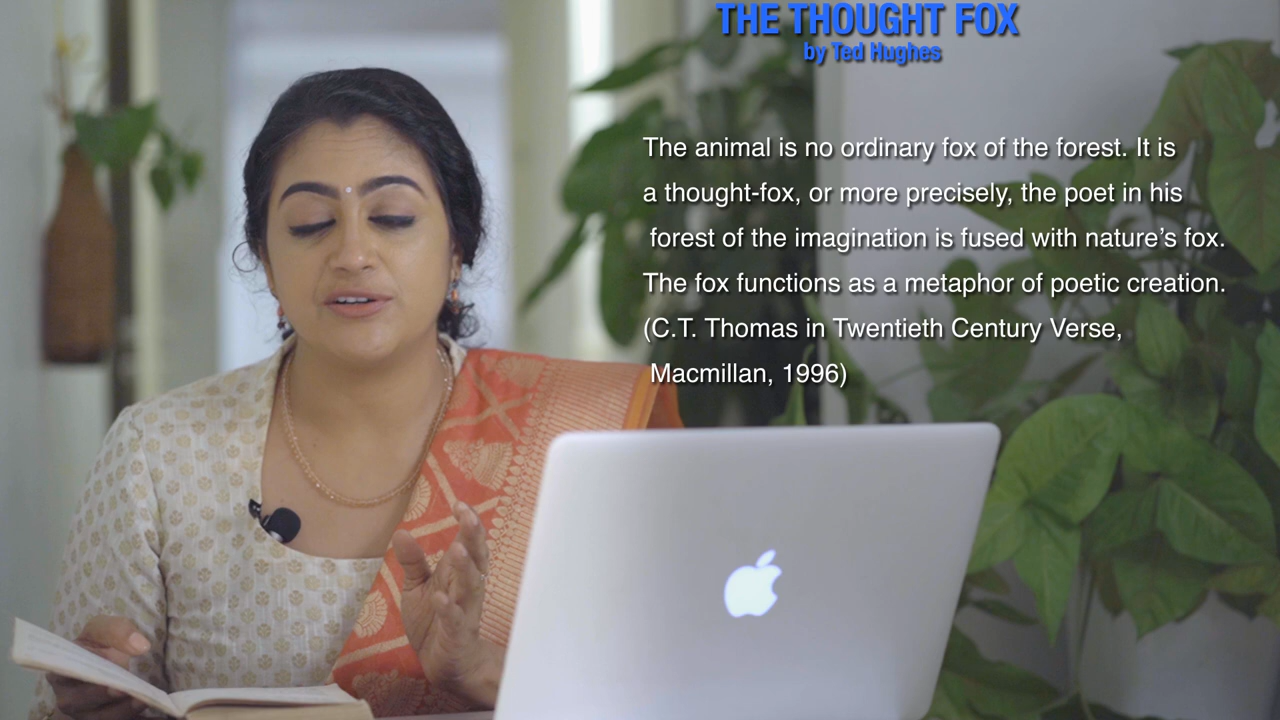 THE THOUGHT FOX
by Ted Hughes
The animal is no ordinary fox of the forest. It is
a thought-fox, or more precisely, the poet in his
forest of the imagination is fused with nature's fox.
The fox functions as a metaphor of poetic creation.
(C.T. Thomas in Twentieth Century Verse,
Macmillan, 1996)